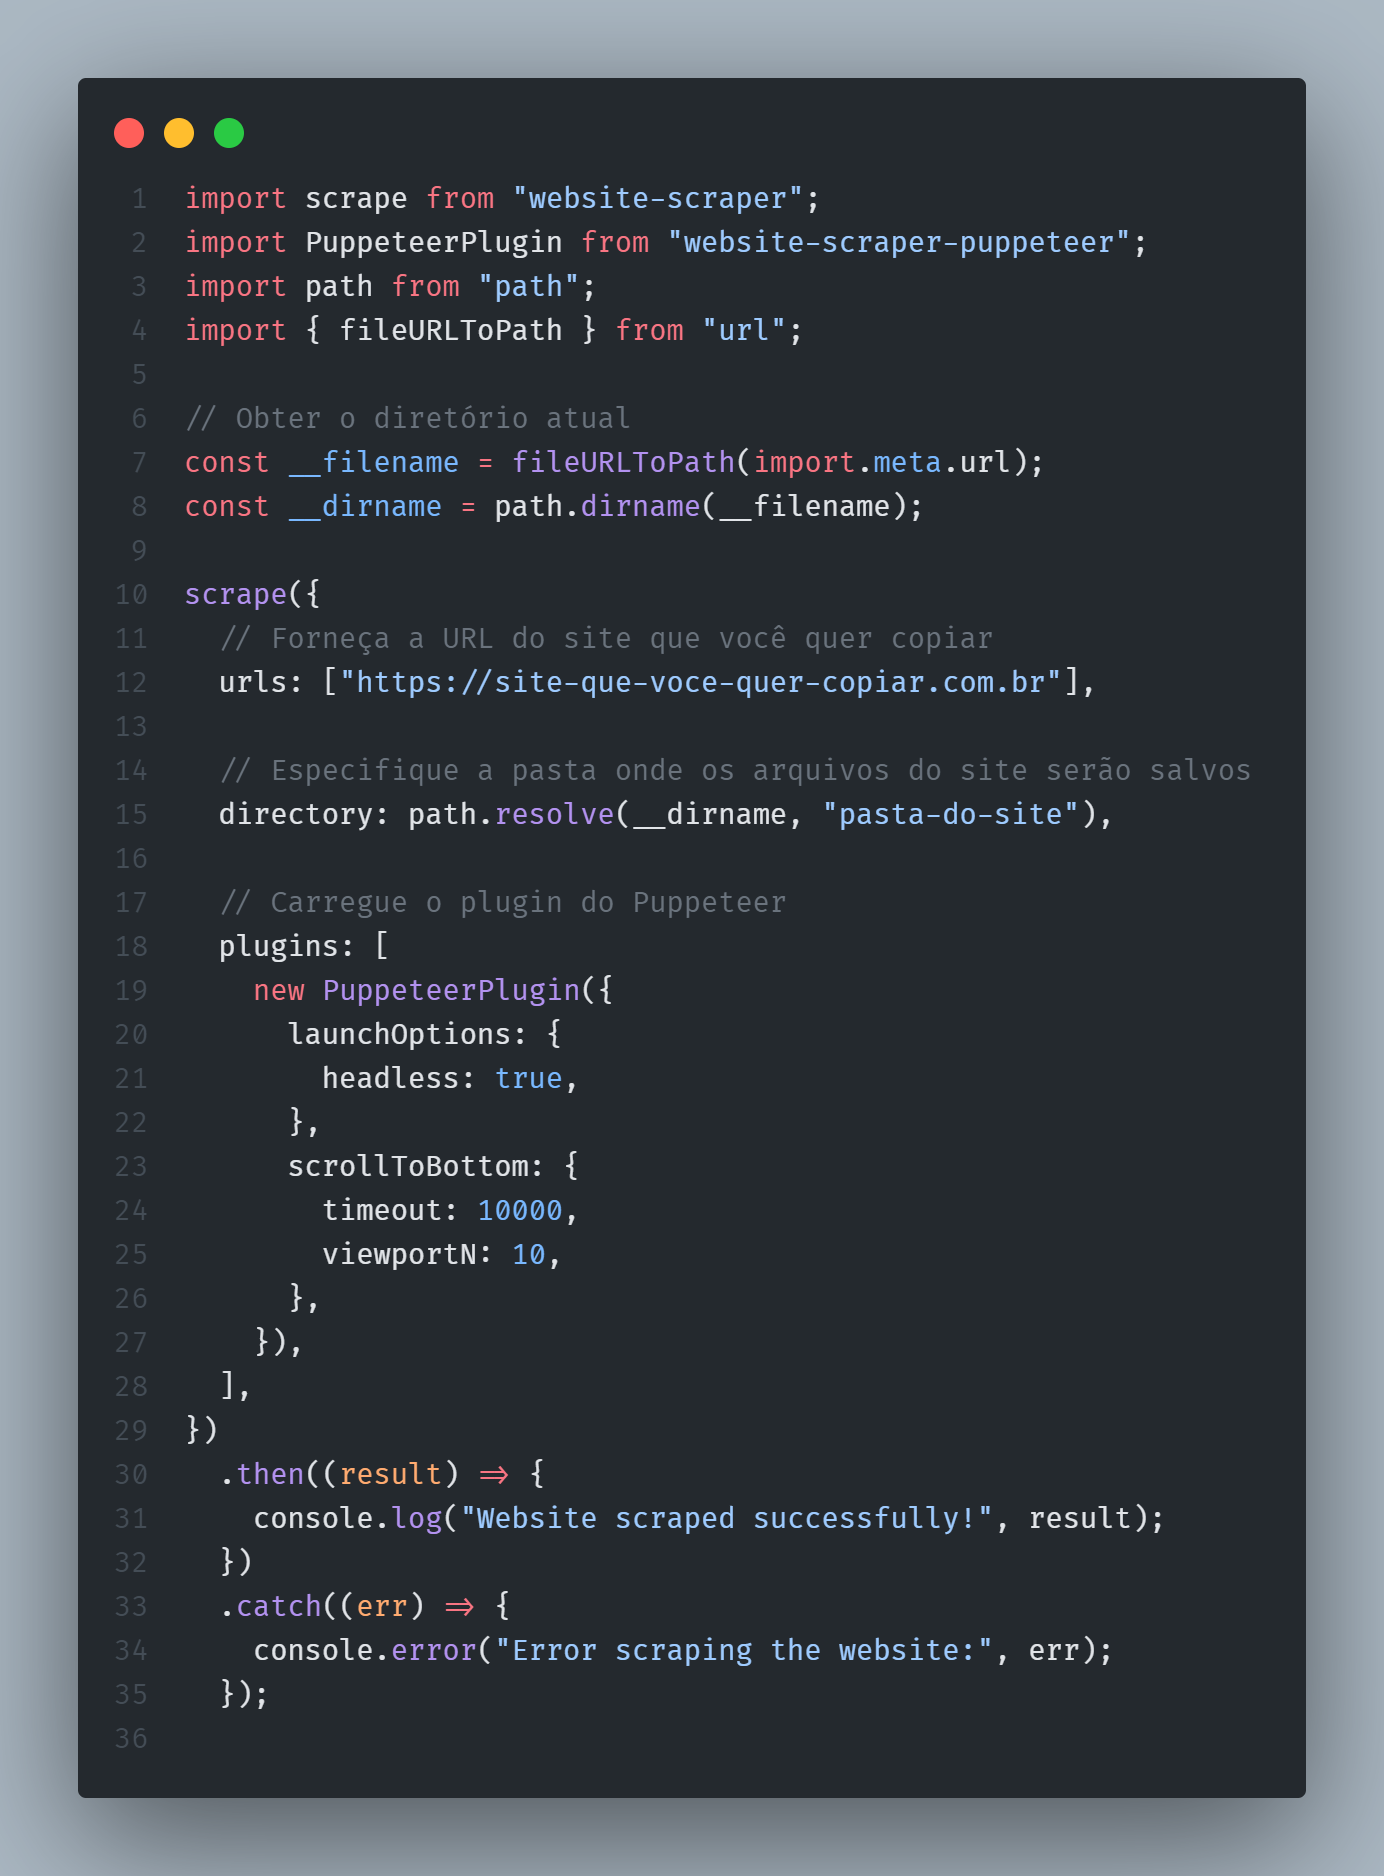 1 import scrape from "website-scraper";
2 import PuppeteerPlugin from "website-scraper-puppeteer";
3 import path from "path";
4 import { fileURLToPath } from "url";
5
6 // Obter o diretório atual
7 const __filename = fileURLToPath(import.meta.url);
8 const __dirname = path.dirname(__filename);
9
10 scrape({
11   // Forneça a URL do site que você quer copiar
12   urls: ["https://site-que-voce-quer-copiar.com.br"],
13
14   // Especifique a pasta onde os arquivos do site serão salvos
15   directory: path.resolve(__dirname, "pasta-do-site"),
16
17   // Carregue o plugin do Puppeteer
18   plugins: [
19     new PuppeteerPlugin({
20       launchOptions: {
21         headless: true,
22       },
23       scrollToBottom: {
24         timeout: 10000,
25         viewportN: 10,
26       },
27     }),
28   ],
29 })
30   .then((result) => {
31     console.log("Website scraped successfully!", result);
32   })
33   .catch((err) => {
34     console.error("Error scraping the website:", err);
35   });
36